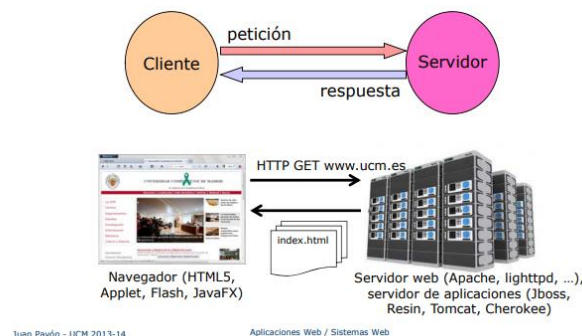 petición
Cliente
Servidor
respuesta
HTTP GET www.ucm.es
index.html
Navegador (HTML5,
Applet, Flash, JavaFX)
Servidor web (Apache, lighttpd, …),
servidor de aplicaciones (Jboss,
Resin, Tomcat, Cherokee)
Juan Pavón - UCM 2013-14
Aplicaciones Web / Sistemas Web